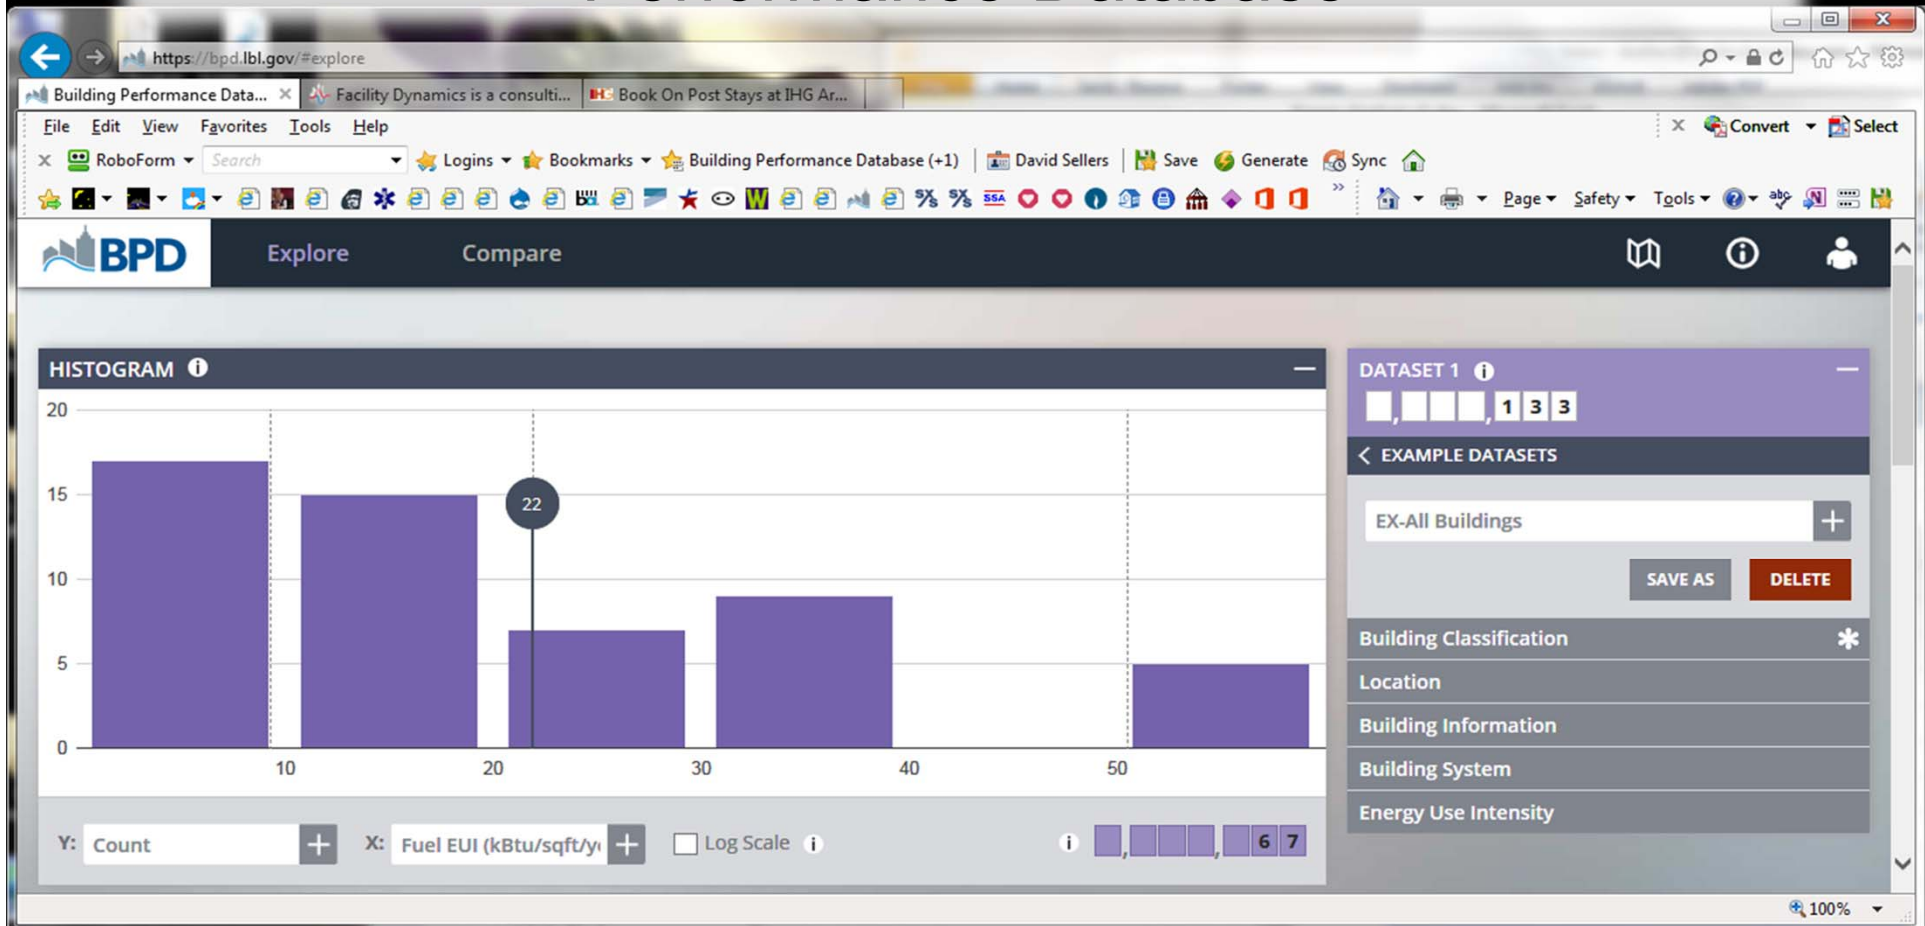 https://bpd.lbl.gov/#explore
Building Performance Data... Facility Dynamics is a consulti... Book On Post Stays at IHG Ar...
File Edit View Favorites Tools Help Convert Select
RoboForm Search Logins Bookmarks Building Performance Database (+1) David Sellers Save Generate Sync
Page Safety Tools
BPD Explore Compare
HISTOGRAM
DATASET 1
, , 1 3 3
EXAMPLE DATASETS
EX-All Buildings
SAVE AS DELETE
Building Classification
Location
Building Information
Building System
Energy Use Intensity
20
15
10
5
0
22
10 20 30 40 50
Y: Count X: Fuel EUI (kBtu/sqft/y Log Scale , , 6 7
100%